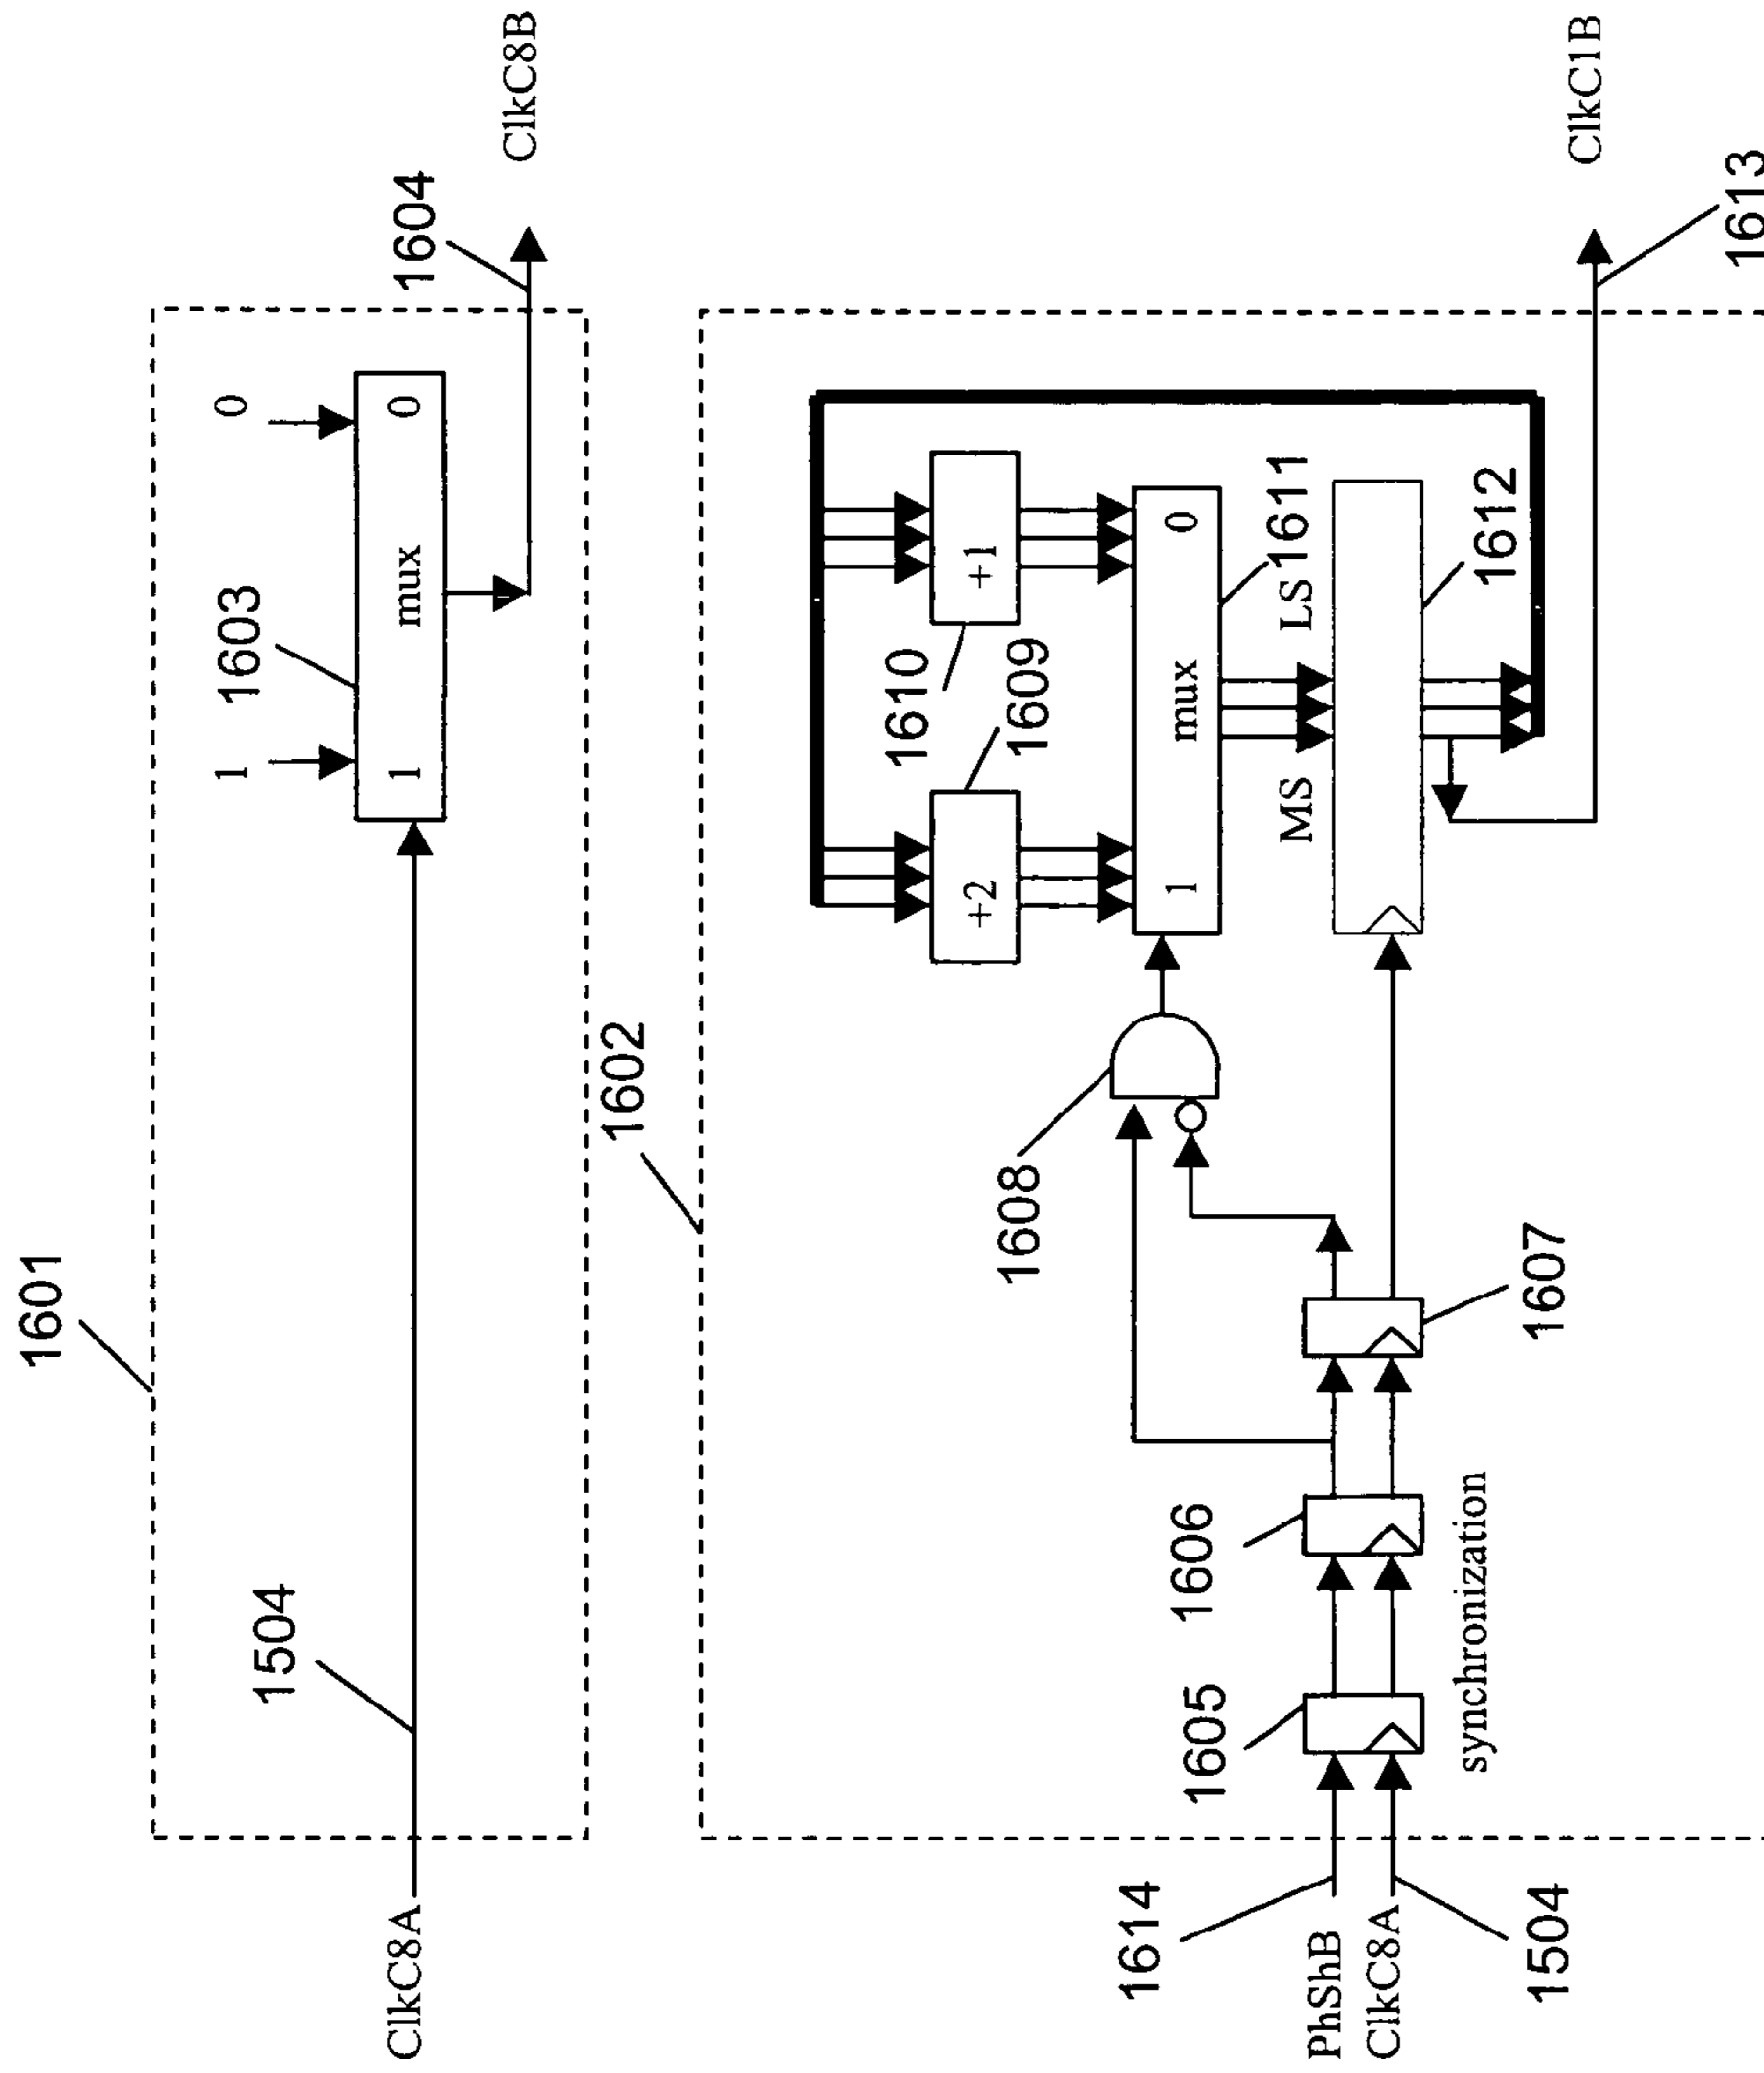 1601
ClkC8A
1504
1
1603
0
1
mux
0
1604
ClkC8B
1602
PhShB
1614
ClkC8A
1504
1605
1606
synchronization
1607
1608
+2
1609
+1
1610
1
mux
0
1611
MS
LS
1612
1613
ClkC1B